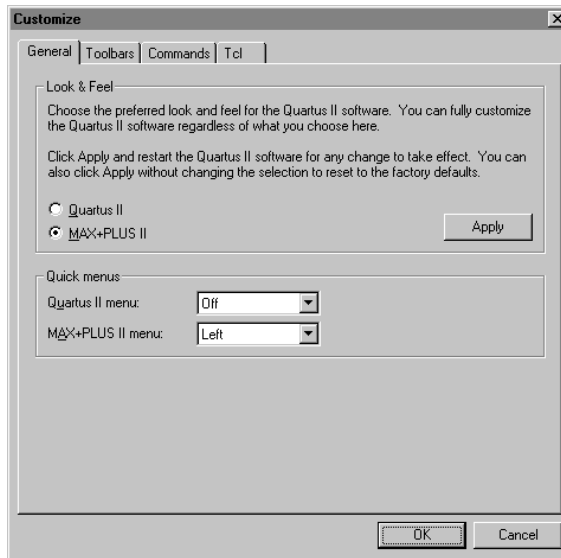 Customize
General
Toolbars
Commands
Tcl
Look & Feel
Choose the preferred look and feel for the Quartus II software. You can fully customize
the Quartus II software regardless of what you choose here.
Click Apply and restart the Quartus II software for any change to take effect. You can
also click Apply without changing the selection to reset to the factory defaults.
Quartus II
MAX+PLUS II
Apply
Quick menus
Quartus II menu:
Off
MAX+PLUS II menu:
Left
OK
Cancel